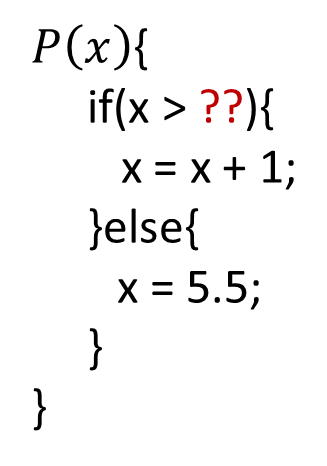 P(x){
if(x > ??){
x = x + 1;
}else{
x = 5.5;
}
}